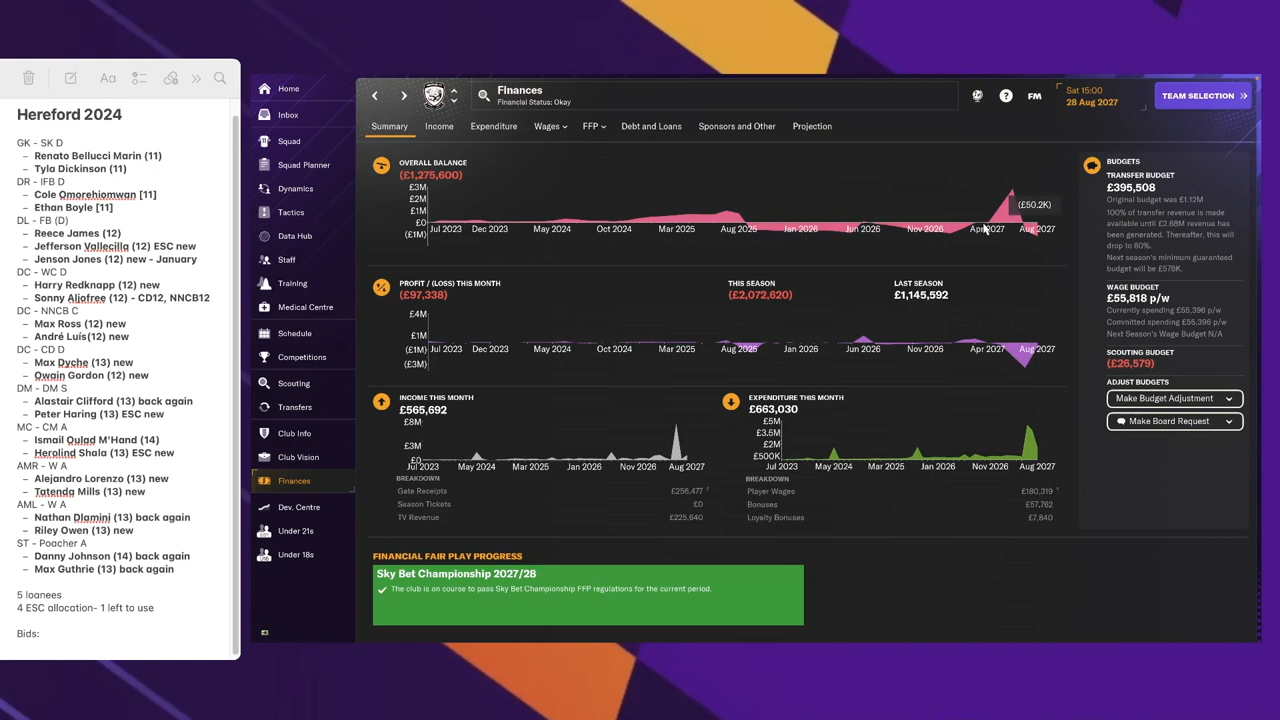 Aa
Hereford 2024
GK - SK D
– Renato Bellucci Marin (11)
– Tyla Dickinson (11)
DR - IFB D
– Cole Omorehiomwan [11]
– Ethan Boyle [11]
DL - FB (D)
– Reece James (12)
– Jefferson Vallecilla (12) ESC new
– Jenson Jones (12) new - January
DC - WC D
– Harry Redknapp (12) new
– Sonny Aljofree (12) - CD12, NNCB12
DC - NNCB C
– Max Ross (12) new
– André Luís(12) new
DC - CD D
– Max Dyche (13) new
– Owain Gordon (12) new
DM - DM S
– Alastair Clifford (13) back again
– Peter Haring (13) ESC new
MC - CM A
– Ismail Oulad M'Hand (14)
– Herolind Shala (13) ESC new
AMR - W A
– Alejandro Lorenzo (13) new
– Tatenda Mills (13) new
AML - W A
– Nathan Dlamini (13) back again
– Riley Owen (13) new
ST - Poacher A
– Danny Johnson (14) back again
– Max Guthrie (13) back again
5 loanees
4 ESC allocation- 1 left to use
Bids:
Home
Inbox
Squad
Squad Planner
Dynamics
Tactics
Data Hub
Staff
Training
Medical Centre
Schedule
Competitions
Scouting
Transfers
Club Info
Club Vision
Finances
Dev. Centre
Under 21s
Under 18s
Finances
Financial Status: Okay
? FM
Sat 15:00
28 Aug 2027
TEAM SELECTION
Summary Income Expenditure Wages FFP Debt and Loans Sponsors and Other Projection
OVERALL BALANCE
(£1,275,600)
£3M
£2M
£1M
£0
(£1M)
(£50.2K)
Jul 2023 Dec 2023 May 2024 Oct 2024 Mar 2025 Aug 2025 Jan 2026 Jun 2026 Nov 2026 Apr 2027 Aug 2027
PROFIT / (LOSS) THIS MONTH
(£97,338)
THIS SEASON
(£2,072,620)
LAST SEASON
£1,145,592
£4M
£1M
(£1M)
(£3M)
Jul 2023 Dec 2023 May 2024 Oct 2024 Mar 2025 Aug 2025 Jan 2026 Jun 2026 Nov 2026 Apr 2027 Aug 2027
INCOME THIS MONTH
£565,692
£8M
£3M
£0
Jul 2023 May 2024 Mar 2025 Jan 2026 Nov 2026 Aug 2027
BREAKDOWN
Gate Receipts £256,477
Season Tickets £0
TV Revenue £225,640
EXPENDITURE THIS MONTH
£663,030
£5M
£3.5M
£2M
£500K
Jul 2023 May 2024 Mar 2025 Jan 2026 Nov 2026 Aug 2027
BREAKDOWN
Player Wages £180,319
Bonuses £57,762
Loyalty Bonuses £7,840
FINANCIAL FAIR PLAY PROGRESS
Sky Bet Championship 2027/28
The club is on course to pass Sky Bet Championship FFP regulations for the current period.
BUDGETS
TRANSFER BUDGET
£395,508
Original budget was £1.12M
100% of transfer revenue is made
available until £2.68M revenue has
been generated. Thereafter, this will
drop to 60%.
Next season's minimum guaranteed
budget will be £578K.
WAGE BUDGET
£55,818 p/w
Currently spending £55,396 p/w
Committed spending £55,396 p/w
Next Season's Wage Budget N/A
SCOUTING BUDGET
(£26,579)
ADJUST BUDGETS
Make Budget Adjustment
Make Board Request